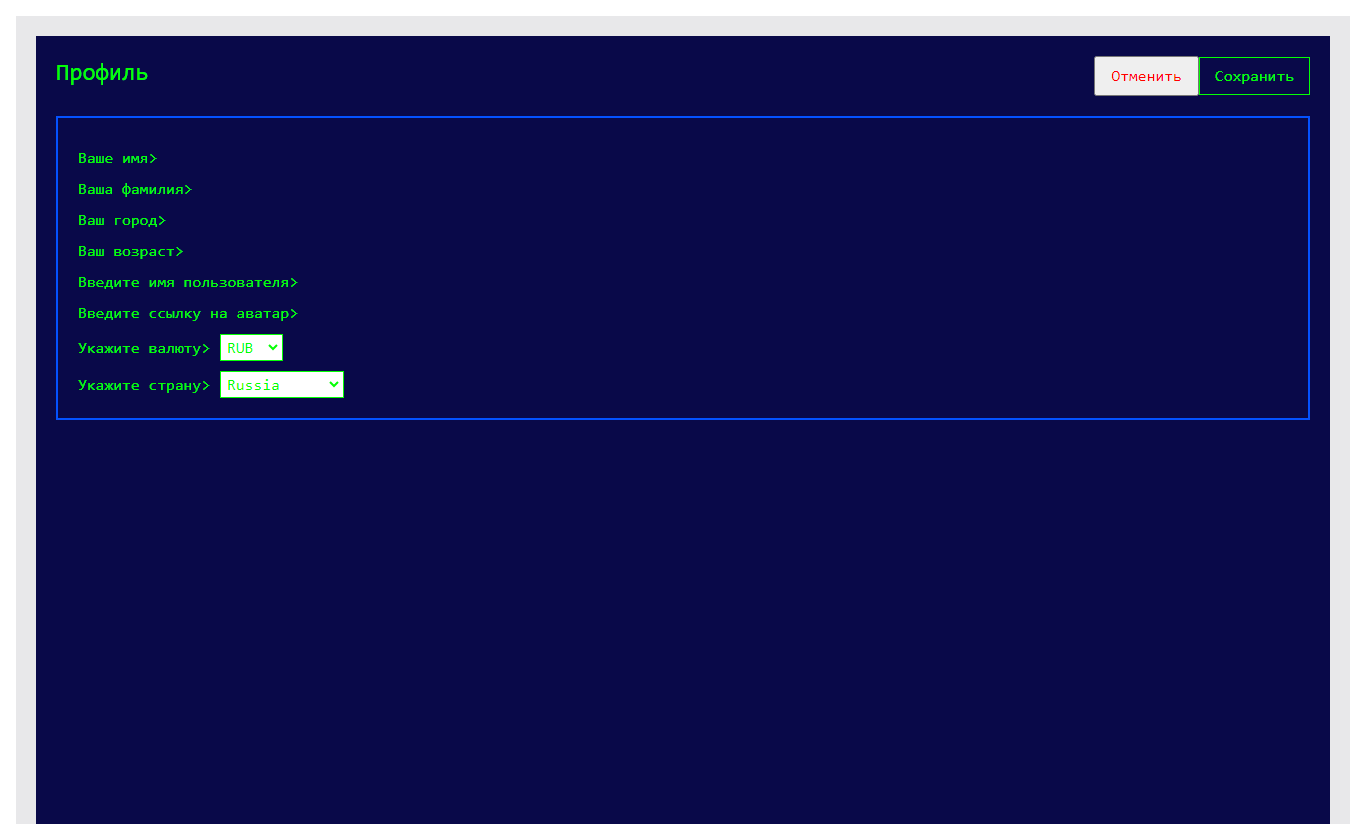 Профиль
Отменить Сохранить
Ваше имя>
Ваша фамилия>
Ваш город>
Ваш возраст>
Введите имя пользователя>
Введите ссылку на аватар>
Укажите валюту> RUB
Укажите страну> Russia